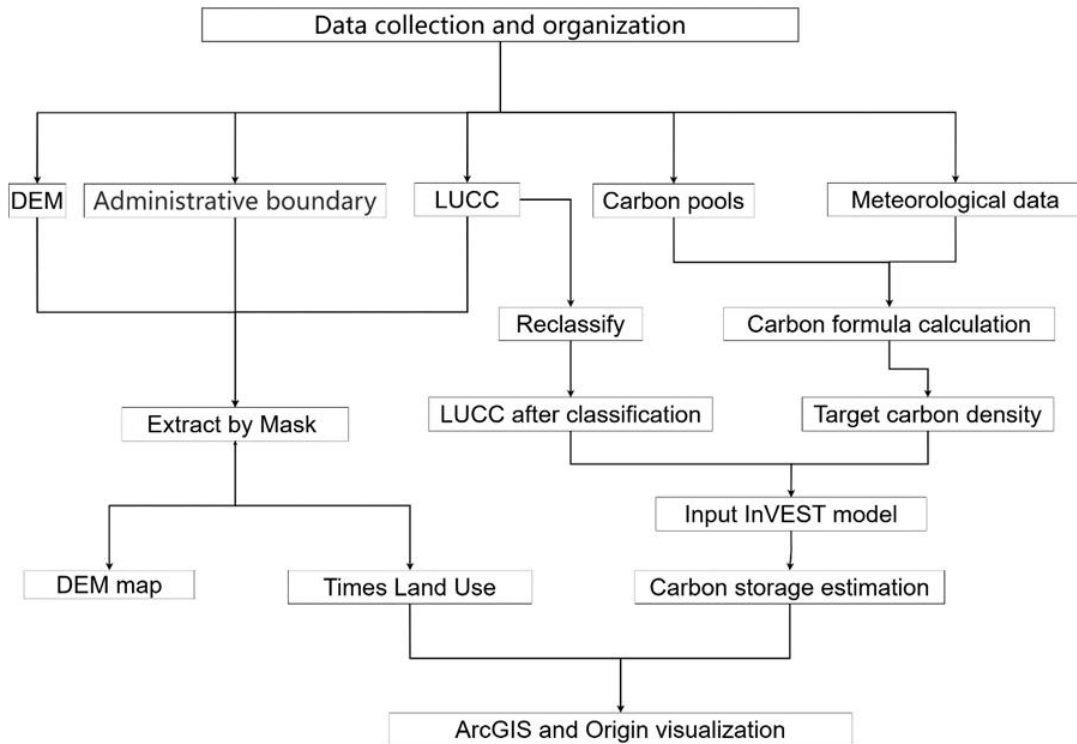 Data collection and organization
DEM
Administrative boundary
LUCC
Carbon pools
Meteorological data
Reclassify
Carbon formula calculation
Extract by Mask
LUCC after classification
Target carbon density
Input InVEST model
DEM map
Times Land Use
Carbon storage estimation
ArcGIS and Origin visualization